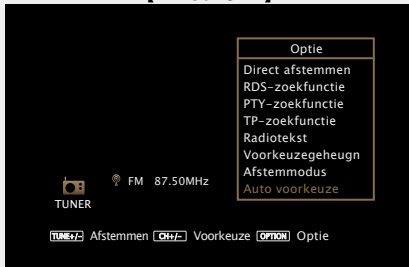 Optie
Direct afstemmen
RDS-zoekfunctie
PTY-zoekfunctie
TP-zoekfunctie
Radiotekst
Voorkeuzegeheugn
Afstemmodus
Auto voorkeuze
FM 87.50MHz
TUNER
TUNE+/- Afstemmen CH+/- Voorkeuze OPTION Optie